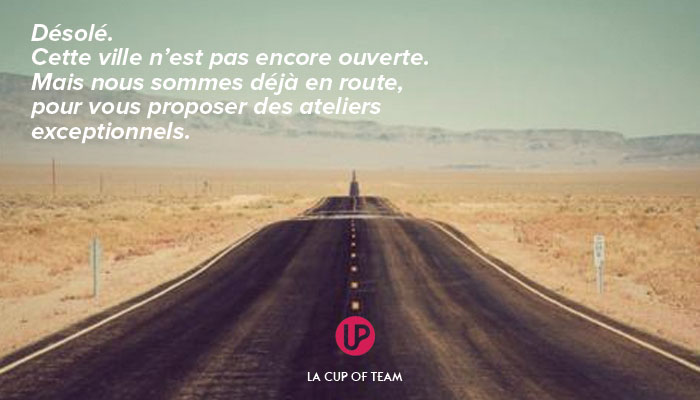 Désolé.
Cette ville n’est pas encore ouverte.
Mais nous sommes déjà en route,
pour vous proposer des ateliers
exceptionnels.
UP
LA CUP OF TEAM